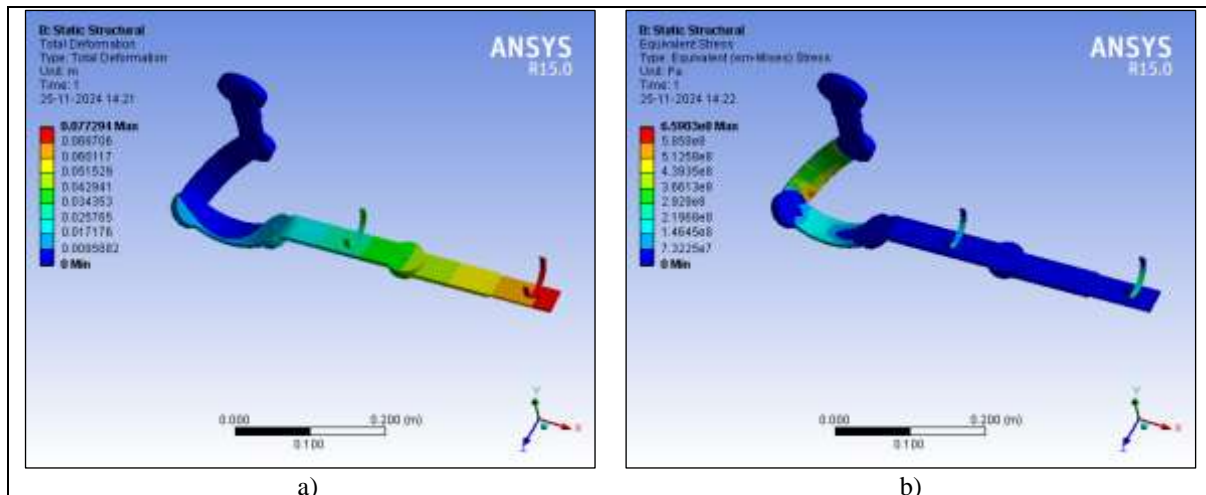 B: Static Structural
Total Deformation
Type: Total Deformation
Unit: m
Time: 1
25-11-2024 14:21
ANSYS
R15.0
0.077294 Max
0.060117
0.051529
0.042941
0.034353
0.025765
0.017176
0.0085882
0 Min
0.000
0.200 (m)
0.100
Y
X
Z
a)
B: Static Structural
Equivalent Stress
Type: Equivalent (von-Mises) Stress
Unit: Pa
Time: 1
25-11-2024 14:22
ANSYS
R15.0
6.5903e8 Max
5.858e8
5.1258e8
4.3935e8
3.6613e8
2.929e8
2.1968e8
1.4645e8
7.3225e7
0 Min
0.000
0.200 (m)
0.100
Y
X
Z
b)